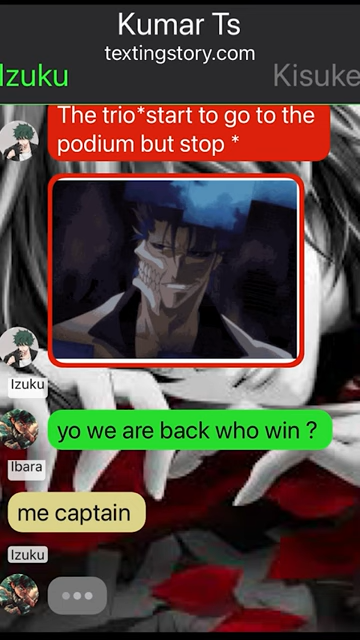 Kumar Ts
textingstory.com
Izuku
Kisuke
The trio*start to go to the
podium but stop *
Izuku
yo we are back who win ?
Ibara
me captain
Izuku